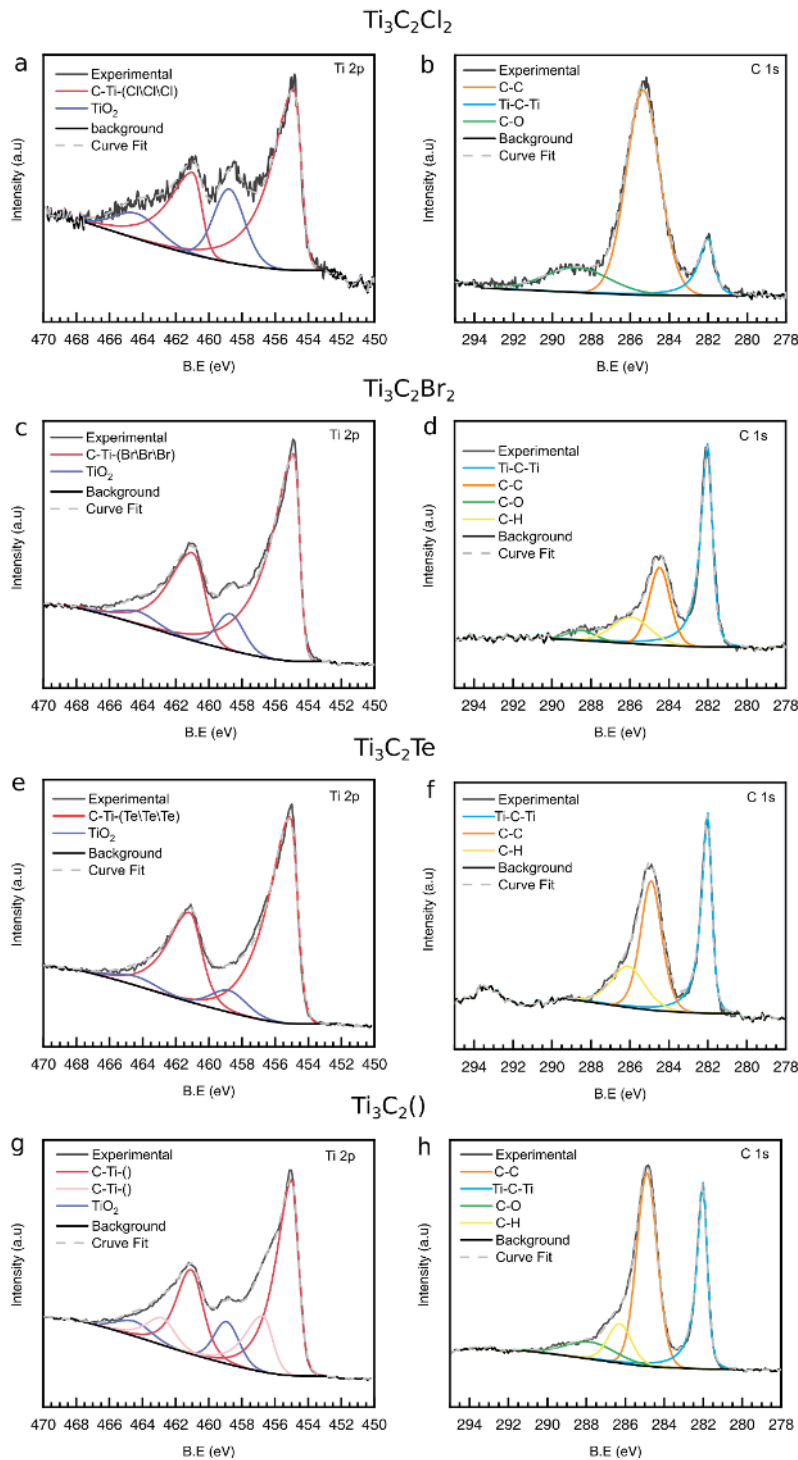 Ti₃C₂Cl₂
a
Ti 2p
Experimental
C-Ti-(Cl\Cl\Cl)
TiO₂
background
Curve Fit
Intensity (a.u)
470 468 466 464 462 460 458 456 454 452 450
B.E (eV)
b
C 1s
Experimental
C-C
Ti-C-Ti
C-O
Background
Curve Fit
Intensity (a.u)
294 292 290 288 286 284 282 280 278
B.E (eV)
Ti₃C₂Br₂
c
Ti 2p
Experimental
C-Ti-(Br\Br\Br)
TiO₂
Background
Curve Fit
Intensity (a.u)
470 468 466 464 462 460 458 456 454 452 450
B.E (eV)
d
C 1s
Experimental
Ti-C-Ti
C-C
C-O
C-H
Background
Curve Fit
Intensity (a.u)
294 292 290 288 286 284 282 280 278
B.E (eV)
Ti₃C₂Te
e
Ti 2p
Experimental
C-Ti-(Te\Te\Te)
TiO₂
Background
Curve Fit
Intensity (a.u)
470 468 466 464 462 460 458 456 454 452 450
B.E (eV)
f
C 1s
Experimental
Ti-C-Ti
C-C
C-H
Background
Curve Fit
Intensity (a.u)
294 292 290 288 286 284 282 280 278
B.E (eV)
Ti₃C₂()
g
Ti 2p
Experimental
C-Ti-()
C-Ti-()
TiO₂
Background
Cruve Fit
Intensity (a.u)
470 468 466 464 462 460 458 456 454 452 450
B.E (eV)
h
C 1s
Experimental
C-C
Ti-C-Ti
C-O
C-H
Background
Curve Fit
Intensity (a.u)
294 292 290 288 286 284 282 280 278
B.E (eV)